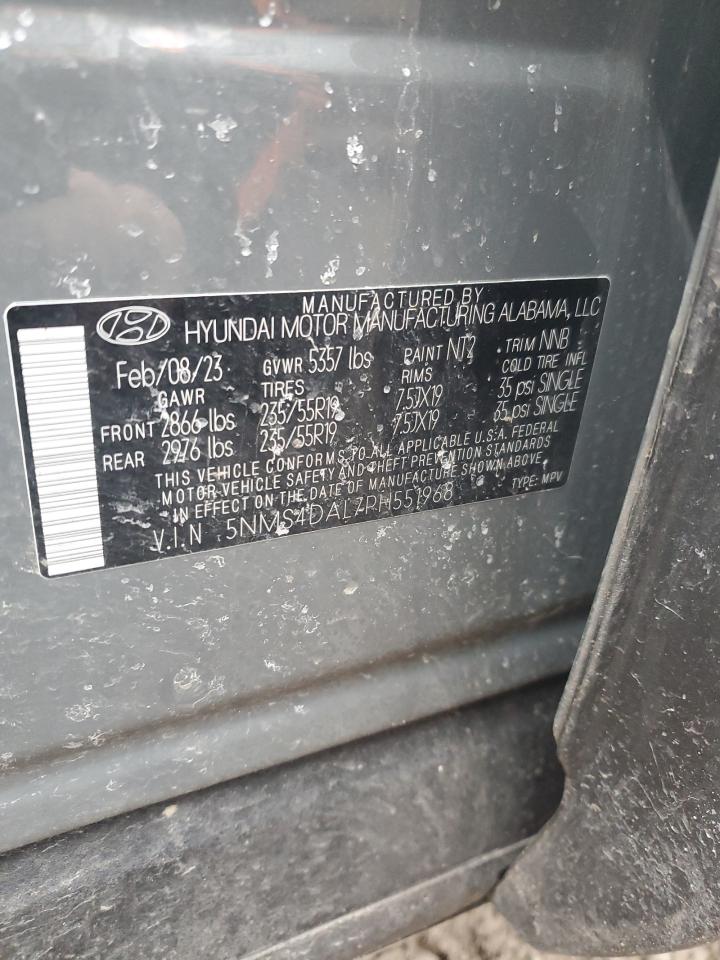 MANUFACTURED BY
HYUNDAI MOTOR MANUFACTURING ALABAMA, LLC
Feb/08/23 GVWR 5357 lbs PAINT NT2 TRIM NNB
GAWR TIRES RIMS COLD TIRE INFL
FRONT 2866 lbs 235/55R19 7.5JX19 35 psi SINGLE
REAR 2976 lbs 235/55R19 7.5JX19 35 psi SINGLE
THIS VEHICLE CONFORMS TO ALL APPLICABLE U.S.A. FEDERAL
MOTOR VEHICLE SAFETY AND THEFT PREVENTION STANDARDS
IN EFFECT ON THE DATE OF MANUFACTURE SHOWN ABOVE.
V.I.N 5NMS4DAL7PH551968 TYPE: MPV